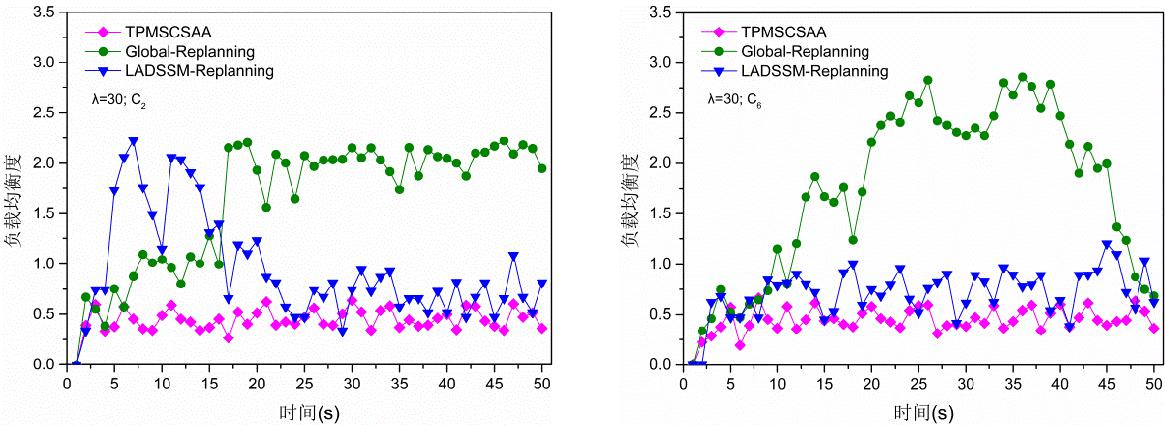 3.5
3.0
2.5
2.0
1.5
1.0
0.5
0.0
负载均衡度
TPMSCSAA
Global-Replanning
LADSSM-Replanning
λ=30; C2
0 5 10 15 20 25 30 35 40 45 50
时间(s)
3.5
3.0
2.5
2.0
1.5
1.0
0.5
0.0
负载均衡度
TPMSCSAA
Global-Replanning
LADSSM-Replanning
λ=30; C6
0 5 10 15 20 25 30 35 40 45 50
时间(s)